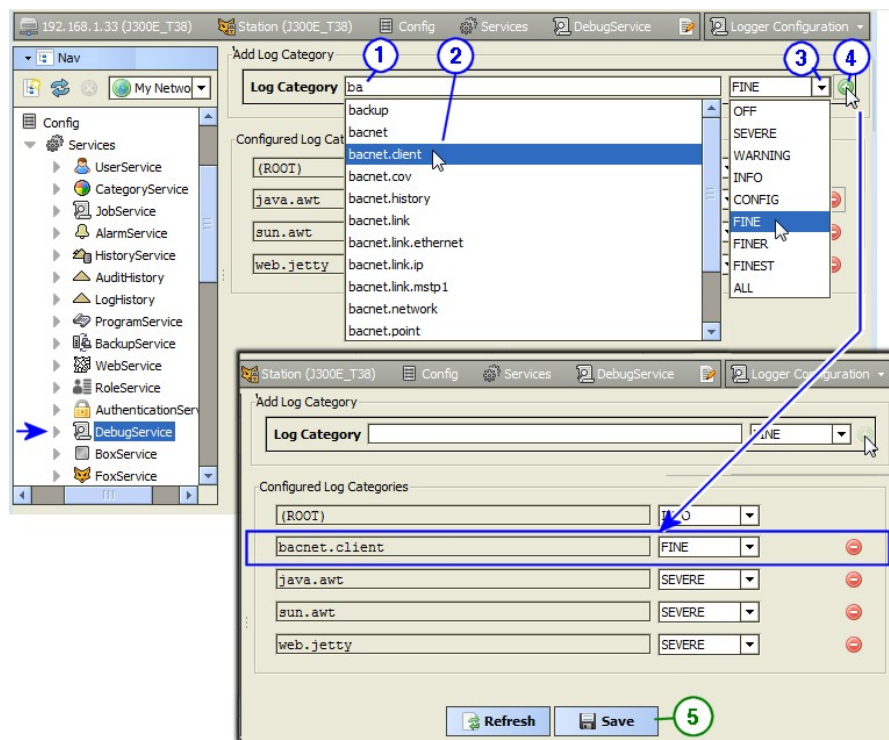 192.168.1.33 (J300E_T38) Station (J300E_T38) Config Services DebugService Logger Configuration
Nav
My Netwo
Config
Services
UserService
CategoryService
JobService
AlarmService
HistoryService
AuditHistory
LogHistory
ProgramService
BackupService
WebService
RoleService
AuthenticationSer
DebugService
BoxService
FoxService
Add Log Category
1 2 3 4
Log Category ba FINE
backup
bacnet
bacnet.client
bacnet.cov
bacnet.history
bacnet.link
bacnet.link.ethernet
bacnet.link.ip
bacnet.link.mstp1
bacnet.network
bacnet.point
OFF
SEVERE
WARNING
INFO
CONFIG
FINE
FINER
FINEST
ALL
Configured Log Cat
(ROOT)
java.awt
sun.awt
web.jetty
Station (J300E_T38) Config Services DebugService Logger Configuration
Add Log Category
Log Category FINE
Configured Log Categories
(ROOT) INFO
bacnet.client FINE
java.awt SEVERE
sun.awt SEVERE
web.jetty SEVERE
Refresh Save 5